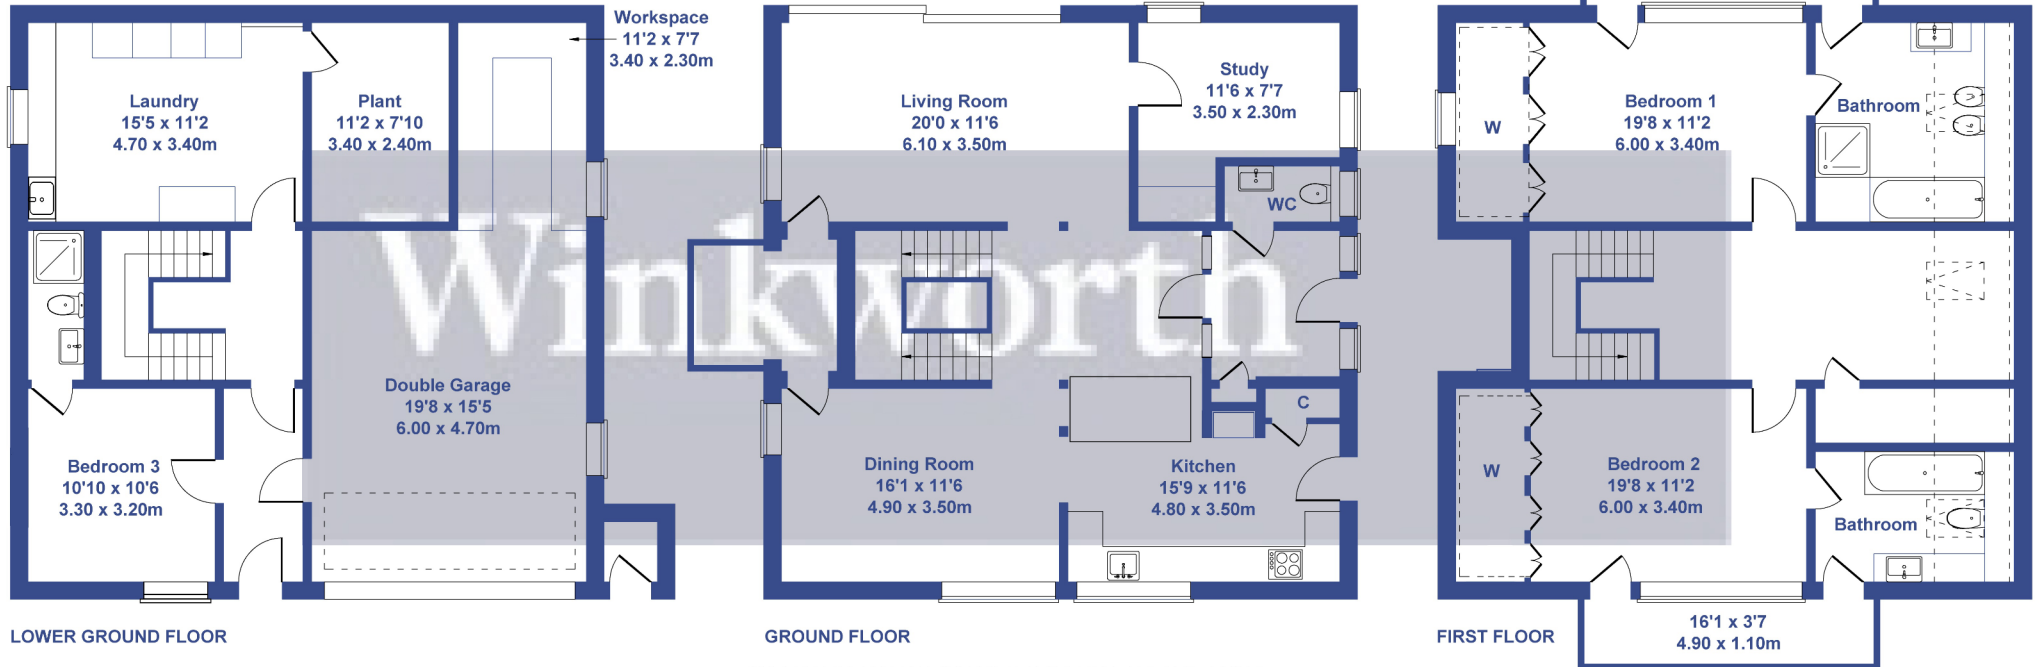 Laundry
15'5 x 11'2
4.70 x 3.40m
Plant
11'2 x 7'10
3.40 x 2.40m
Workspace
11'2 x 7'7
3.40 x 2.30m
Double Garage
19'8 x 15'5
6.00 x 4.70m
Bedroom 3
10'10 x 10'6
3.30 x 3.20m
LOWER GROUND FLOOR
Living Room
20'0 x 11'6
6.10 x 3.50m
Study
11'6 x 7'7
3.50 x 2.30m
WC
C
Dining Room
16'1 x 11'6
4.90 x 3.50m
Kitchen
15'9 x 11'6
4.80 x 3.50m
GROUND FLOOR
W
Bedroom 1
19'8 x 11'2
6.00 x 3.40m
Bathroom
W
Bedroom 2
19'8 x 11'2
6.00 x 3.40m
Bathroom
16'1 x 3'7
4.90 x 1.10m
FIRST FLOOR
Winkworth